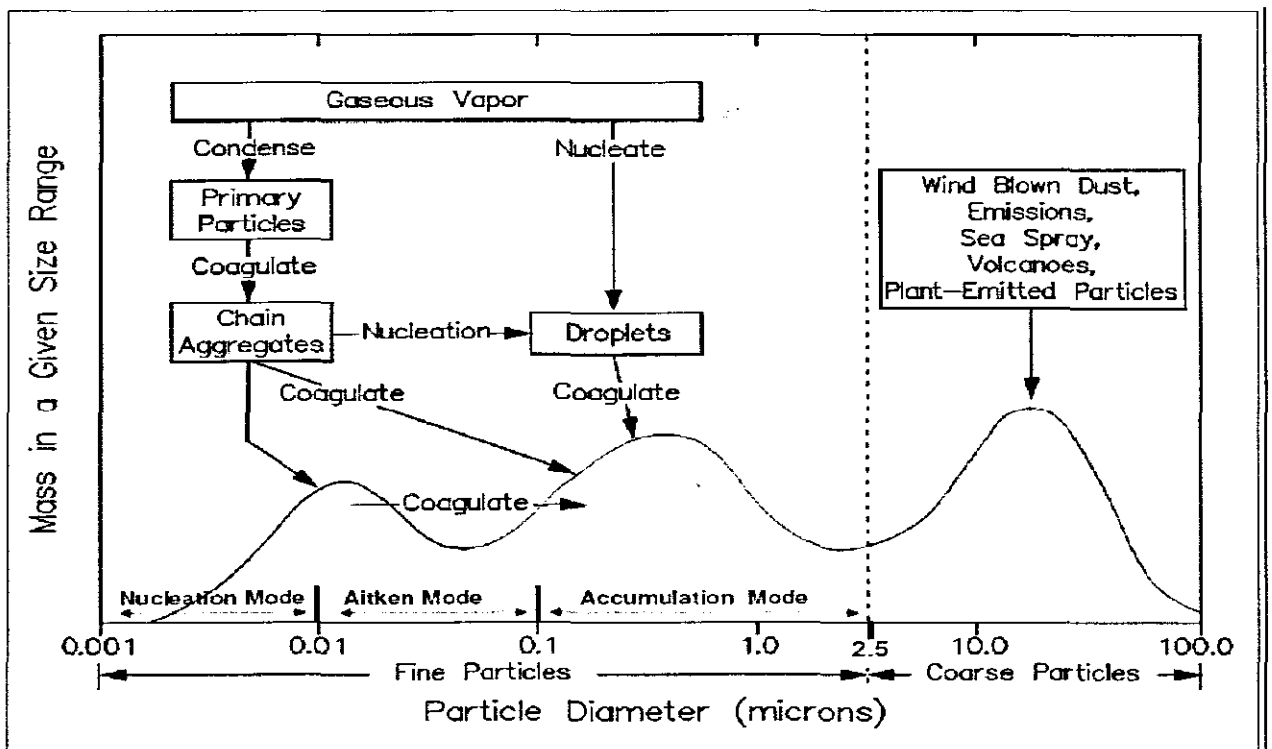 Mass in a Given Size Range
Gaseous Vapor
Condense
Nucleate
Primary
Particles
Coagulate
Chain
Aggregates
Nucleation
Droplets
Coagulate
Coagulate
Coagulate
Wind Blown Dust,
Emissions,
Sea Spray,
Volcanoes,
Plant-Emitted Particles
Nucleation Mode
Aitken Mode
Accumulation Mode
0.001
0.01
0.1
1.0
2.5
10.0
100.0
Fine Particles
Coarse Particles
Particle Diameter (microns)